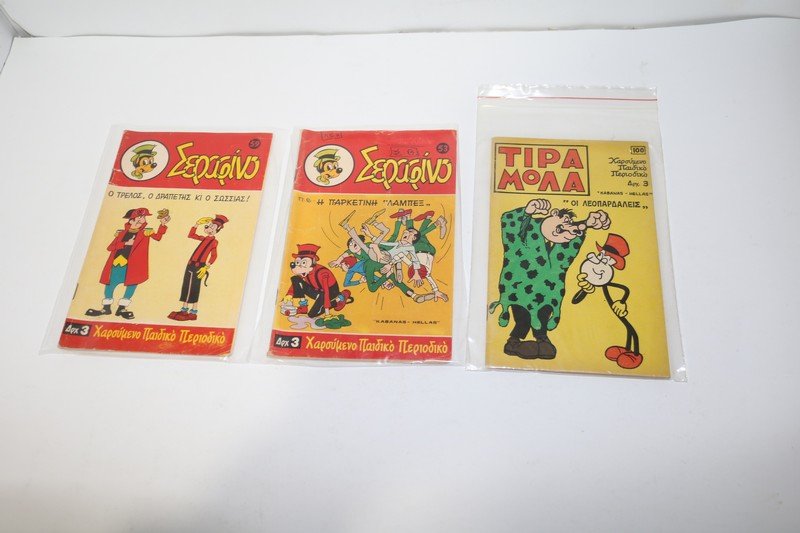 59
Σεραφίνο
Ο ΤΡΕΛΟΣ, Ο ΔΡΑΠΕΤΗΣ ΚΙ Ο ΣΩΣΣΙΑΣ!
Δρχ 3 Χαρούμενο Παιδικό Περιοδικό
53
Σεραφίνο
Η ΠΑΡΚΕΤΙΝΗ "ΛΑΜΠΕΞ„
"KABANAS - HELLAS"
Δρχ 3 Χαρούμενο Παιδικό Περιοδικό
100
ΤΙΡΑ
ΜΟΛΑ
Χαρούμενο
Παιδικό
Περιοδικό
Δρχ 3
"KABANAS - HELLAS"
"ΟΙ ΛΕΟΠΑΡΔΑΛΕΙΣ„